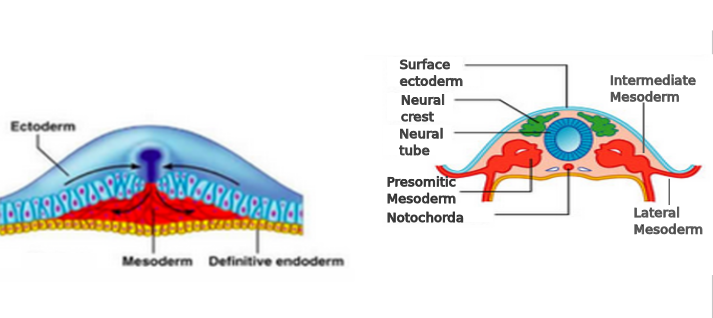 Ectoderm
Mesoderm
Definitive endoderm
Surface
ectoderm
Neural
crest
Neural
tube
Presomitic
Mesoderm
Notochorda
Intermediate
Mesoderm
Lateral
Mesoderm